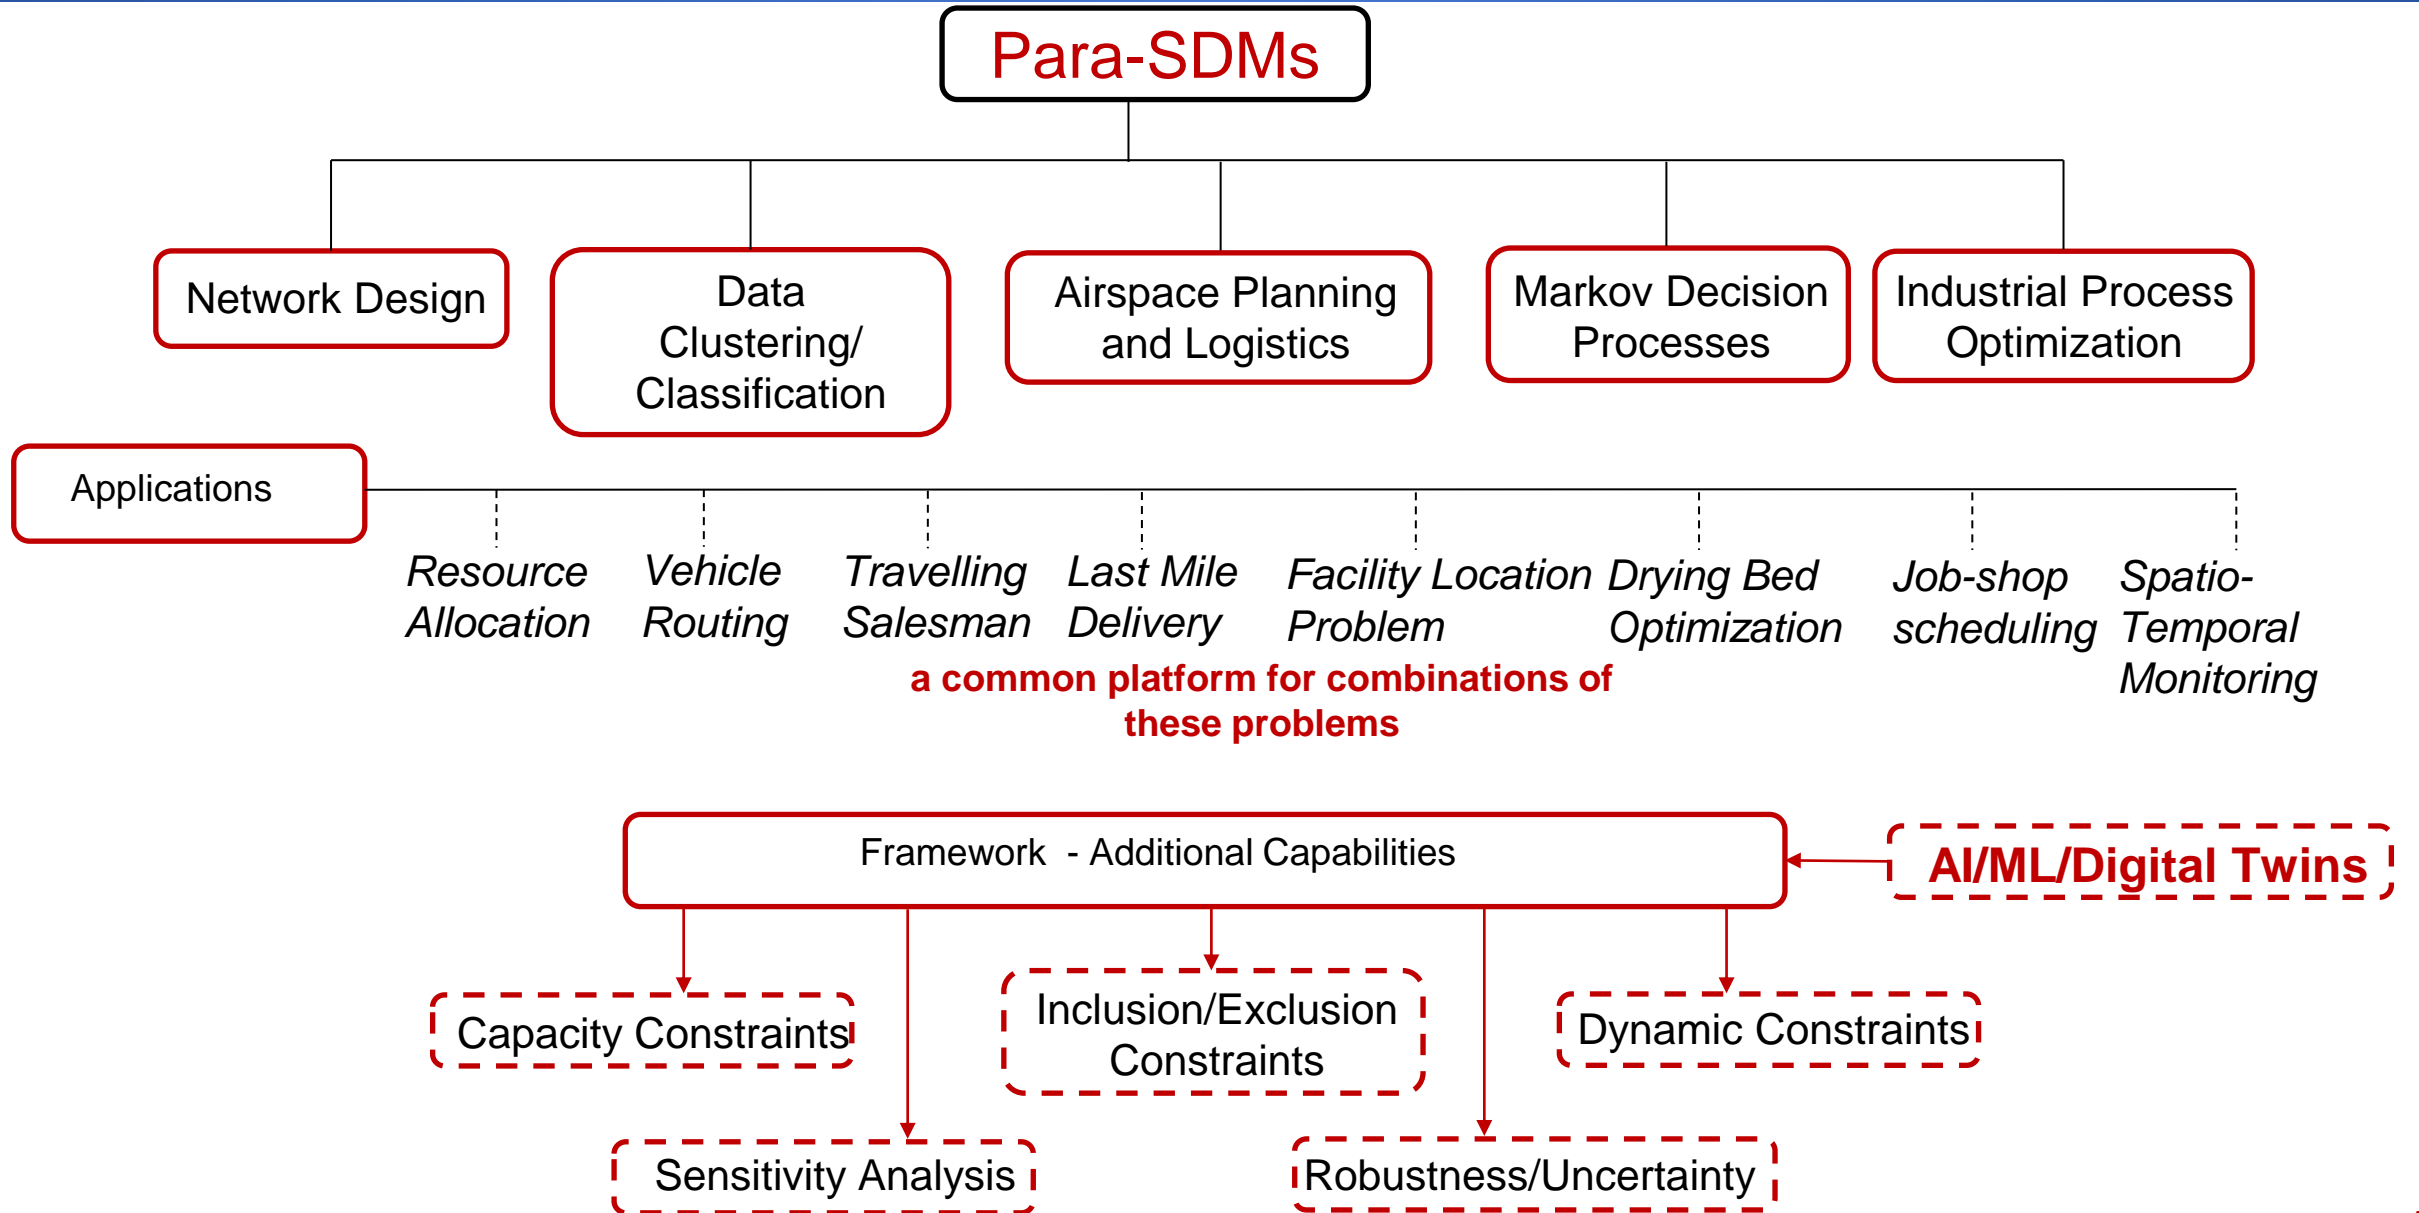 Para-SDMs
Network Design
Data
Clustering/
Classification
Airspace Planning
and Logistics
Markov Decision
Processes
Industrial Process
Optimization
Applications
Resource
Allocation
Vehicle
Routing
Travelling
Salesman
Last Mile
Delivery
Facility Location
Problem
Drying Bed
Optimization
Job-shop
scheduling
Spatio-
Temporal
Monitoring
a common platform for combinations of
these problems
Framework  - Additional Capabilities
AI/ML/Digital Twins
Capacity Constraints
Inclusion/Exclusion
Constraints
Dynamic Constraints
Sensitivity Analysis
Robustness/Uncertainty